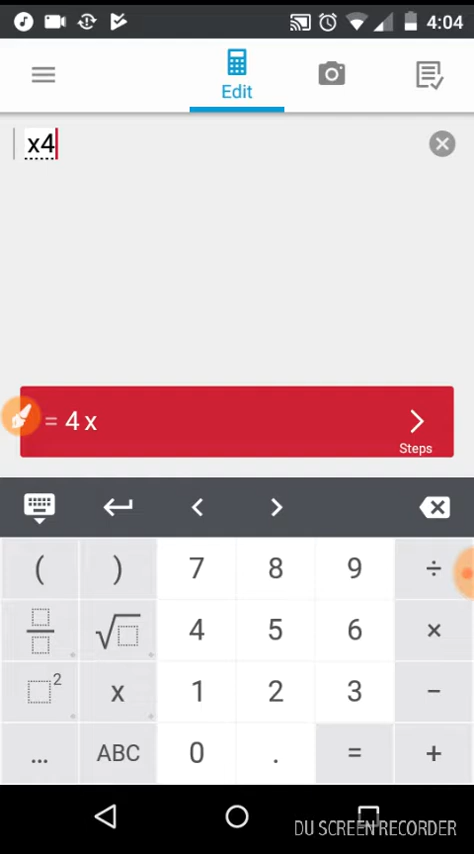 4:04
Edit
x4
= 4 x
Steps
( ) 7 8 9 ÷
√ 4 5 6 ×
2 x 1 2 3 −
... ABC 0 . = +
DU SCREEN RECORDER